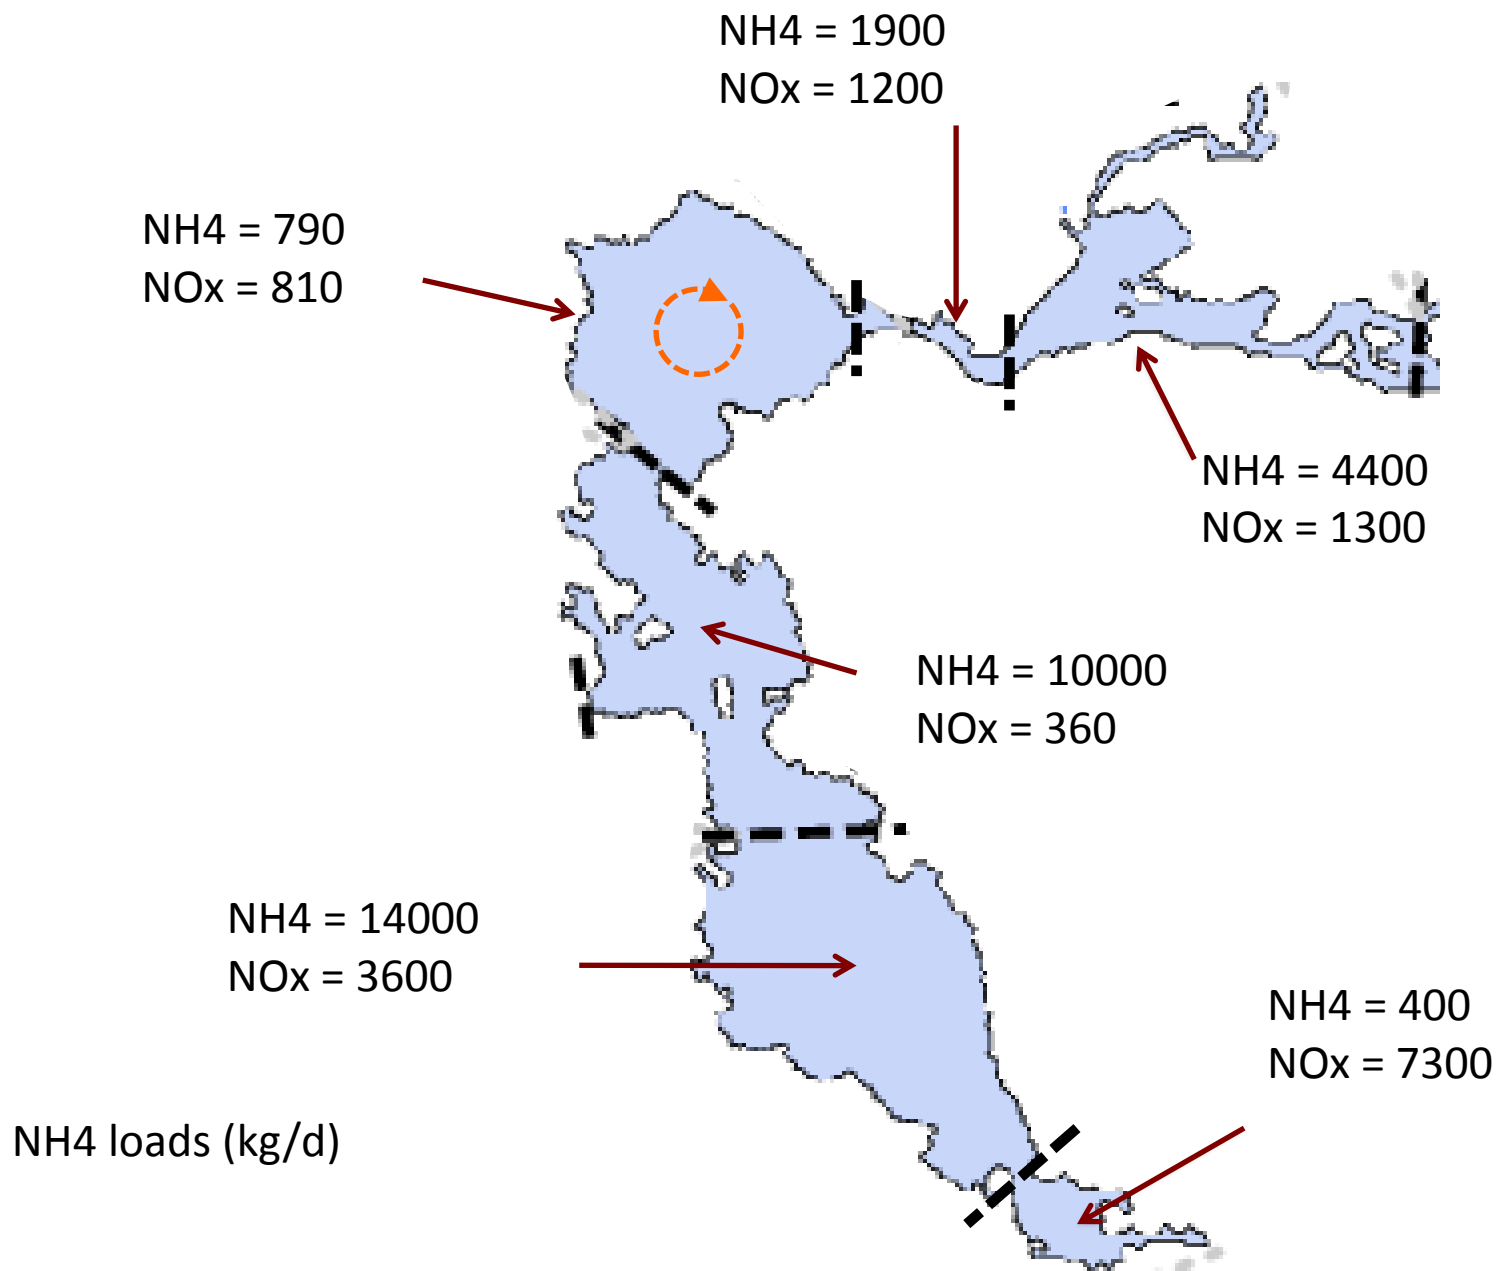 NH4 = 1900
NOx = 1200
NH4 = 790
NOx = 810
NH4 = 4400
NOx = 1300
NH4 = 10000
NOx = 360
NH4 = 14000
NOx = 3600
NH4 = 400
NOx = 7300
NH4 loads (kg/d)